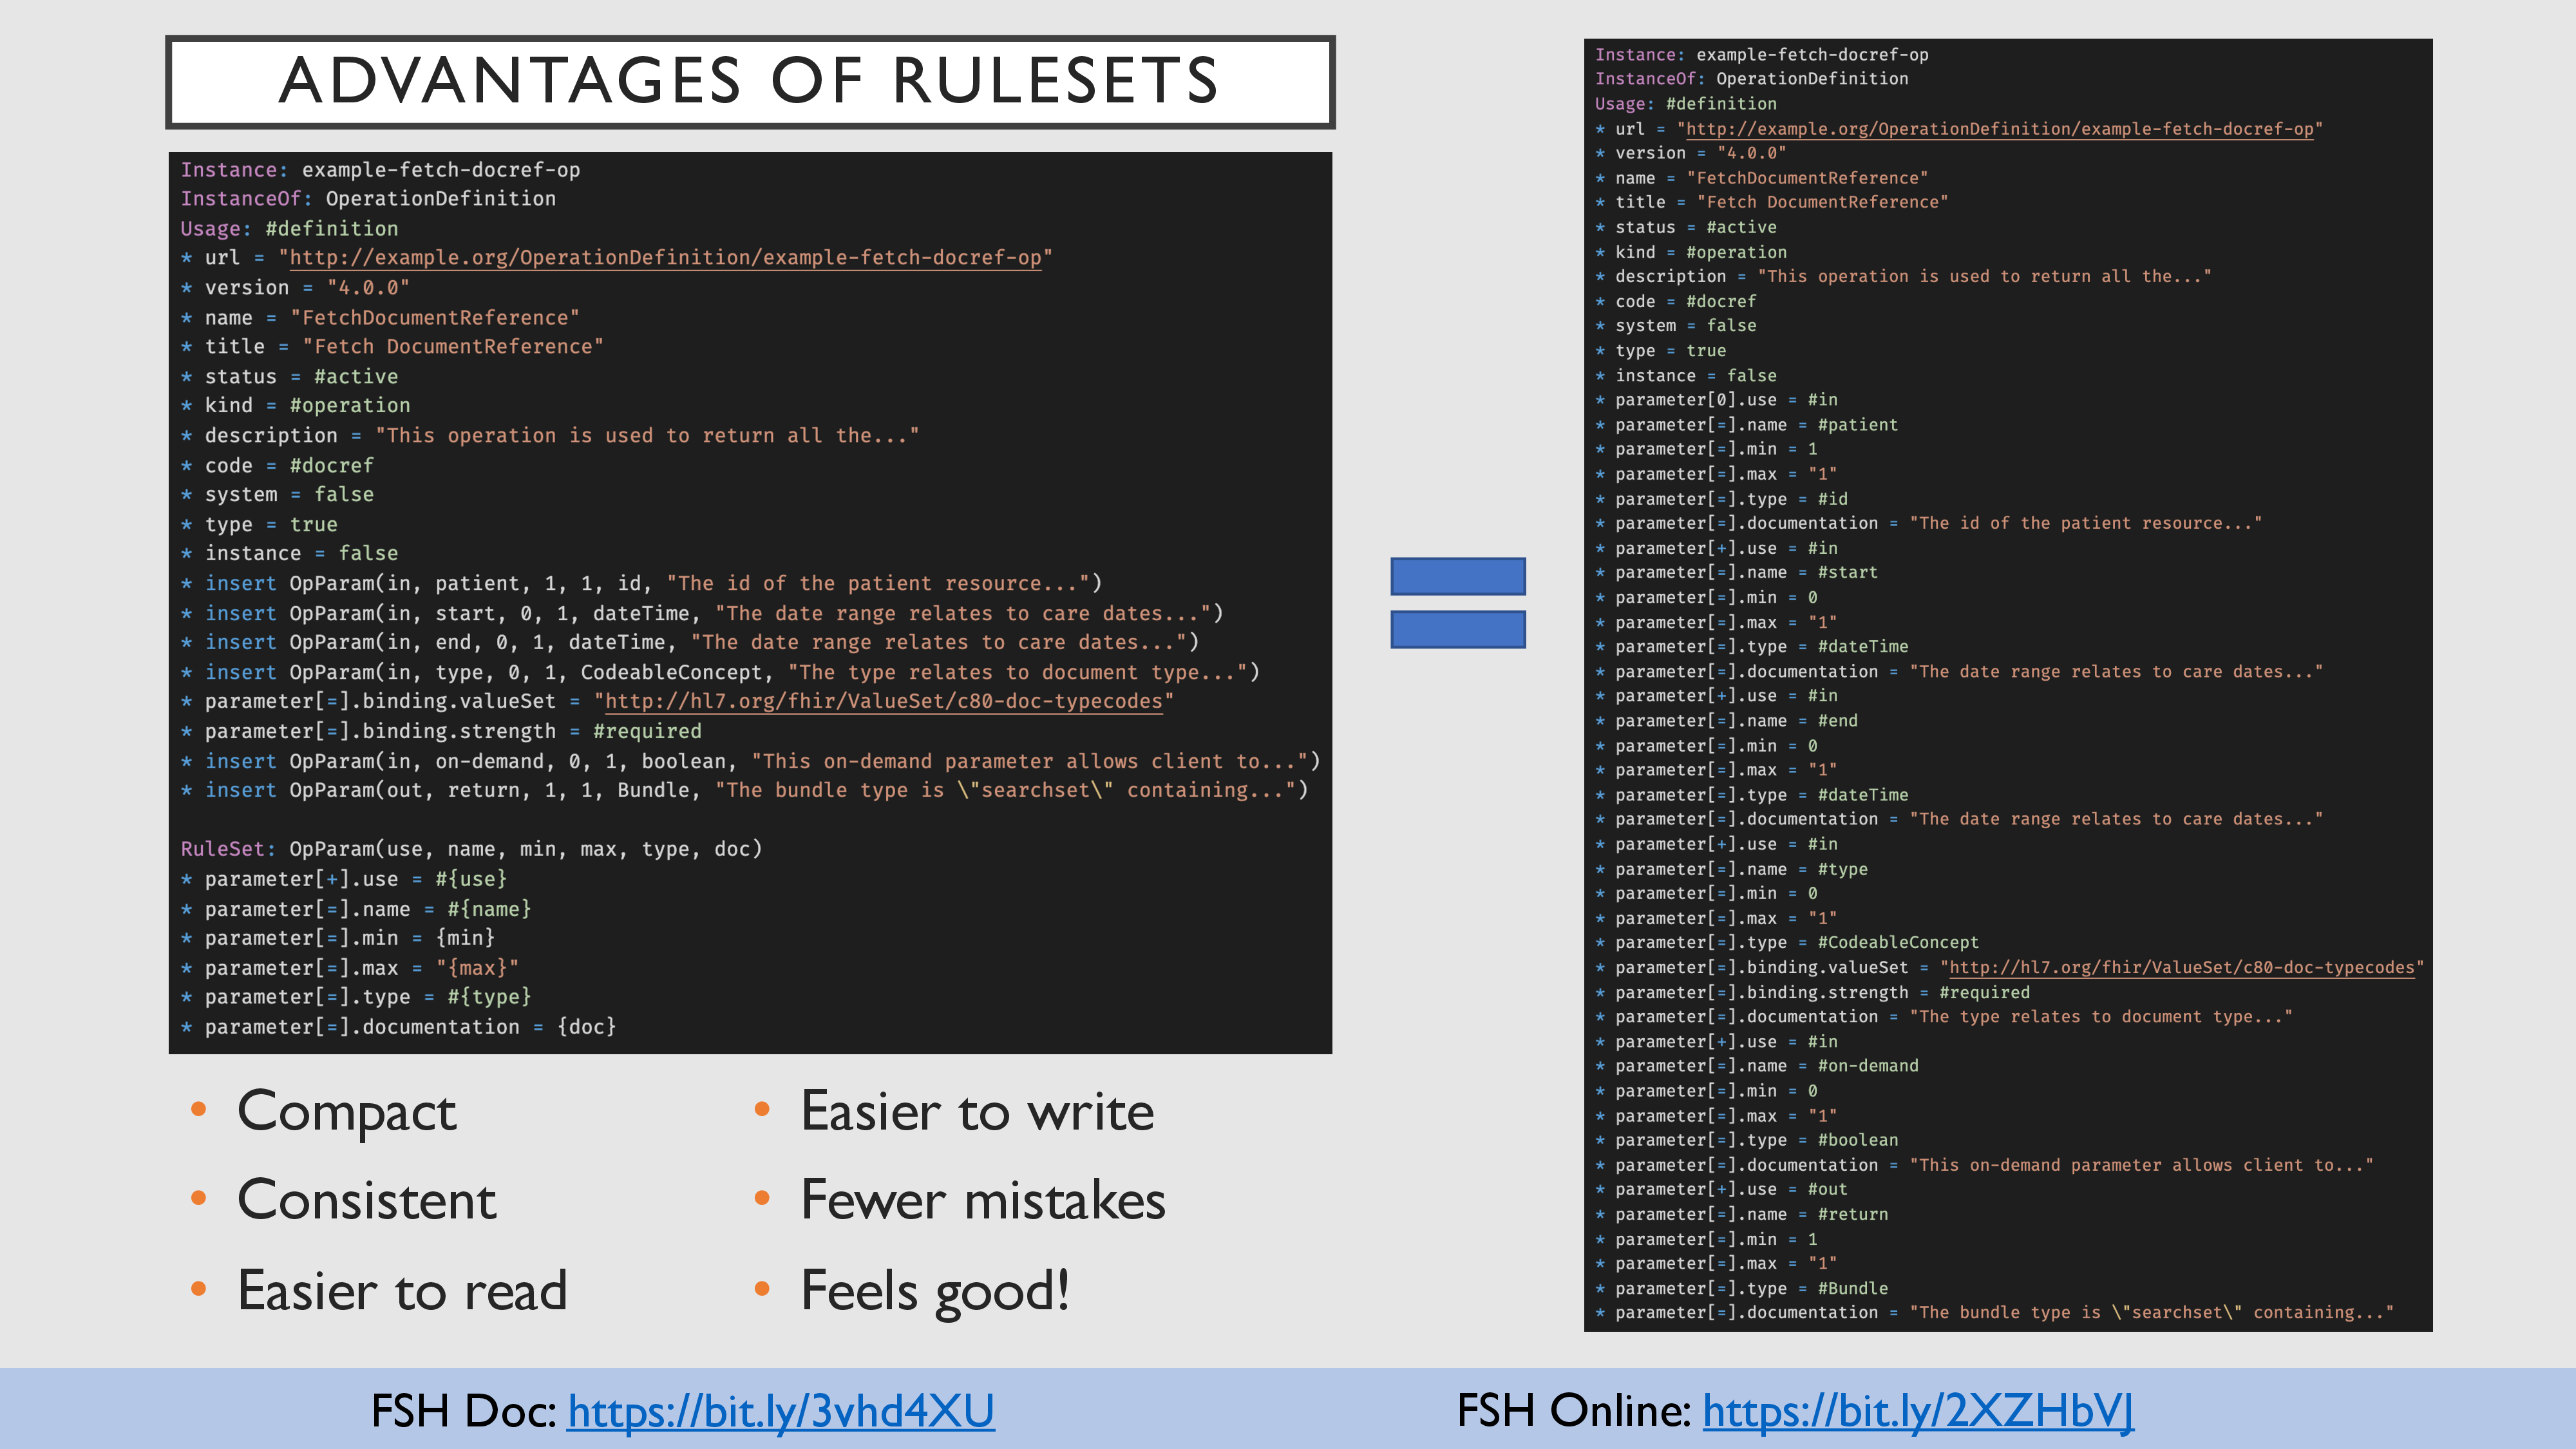 ADVANTAGES OF RULESETS
Instance: example-fetch-docref-op
InstanceOf: OperationDefinition
Usage: #definition
* url = "http://example.org/OperationDefinition/example-fetch-docref-op"
* version = "4.0.0"
* name = "FetchDocumentReference"
* title = "Fetch DocumentReference"
* status = #active
* kind = #operation
* description = "This operation is used to return all the..."
* code = #docref
* system = false
* type = true
* instance = false
* insert OpParam(in, patient, 1, 1, id, "The id of the patient resource...")
* insert OpParam(in, start, 0, 1, dateTime, "The date range relates to care dates...")
* insert OpParam(in, end, 0, 1, dateTime, "The date range relates to care dates...")
* insert OpParam(in, type, 0, 1, CodeableConcept, "The type relates to document type...")
* parameter[=].binding.valueSet = "http://hl7.org/fhir/ValueSet/c80-doc-typecodes"
* parameter[=].binding.strength = #required
* insert OpParam(in, on-demand, 0, 1, boolean, "This on-demand parameter allows client to...")
* insert OpParam(out, return, 1, 1, Bundle, "The bundle type is \"searchset\" containing...")
RuleSet: OpParam(use, name, min, max, type, doc)
* parameter[+].use = #{use}
* parameter[=].name = #{name}
* parameter[=].min = {min}
* parameter[=].max = "{max}"
* parameter[=].type = #{type}
* parameter[=].documentation = {doc}
• Compact
• Consistent
• Easier to read
• Easier to write
• Fewer mistakes
• Feels good!
Instance: example-fetch-docref-op
InstanceOf: OperationDefinition
Usage: #definition
* url = "http://example.org/OperationDefinition/example-fetch-docref-op"
* version = "4.0.0"
* name = "FetchDocumentReference"
* title = "Fetch DocumentReference"
* status = #active
* kind = #operation
* description = "This operation is used to return all the..."
* code = #docref
* system = false
* type = true
* instance = false
* parameter[0].use = #in
* parameter[=].name = #patient
* parameter[=].min = 1
* parameter[=].max = "1"
* parameter[=].type = #id
* parameter[=].documentation = "The id of the patient resource..."
* parameter[+].use = #in
* parameter[=].name = #start
* parameter[=].min = 0
* parameter[=].max = "1"
* parameter[=].type = #dateTime
* parameter[=].documentation = "The date range relates to care dates..."
* parameter[+].use = #in
* parameter[=].name = #end
* parameter[=].min = 0
* parameter[=].max = "1"
* parameter[=].type = #dateTime
* parameter[=].documentation = "The date range relates to care dates..."
* parameter[+].use = #in
* parameter[=].name = #type
* parameter[=].min = 0
* parameter[=].max = "1"
* parameter[=].type = #CodeableConcept
* parameter[=].binding.valueSet = "http://hl7.org/fhir/ValueSet/c80-doc-typecodes"
* parameter[=].binding.strength = #required
* parameter[=].documentation = "The type relates to document type..."
* parameter[+].use = #in
* parameter[=].name = #on-demand
* parameter[=].min = 0
* parameter[=].max = "1"
* parameter[=].type = #boolean
* parameter[=].documentation = "This on-demand parameter allows client to..."
* parameter[+].use = #out
* parameter[=].name = #return
* parameter[=].min = 1
* parameter[=].max = "1"
* parameter[=].type = #Bundle
* parameter[=].documentation = "The bundle type is \"searchset\" containing..."
FSH Doc: https://bit.ly/3vhd4XU
FSH Online: https://bit.ly/2XZHbVJ